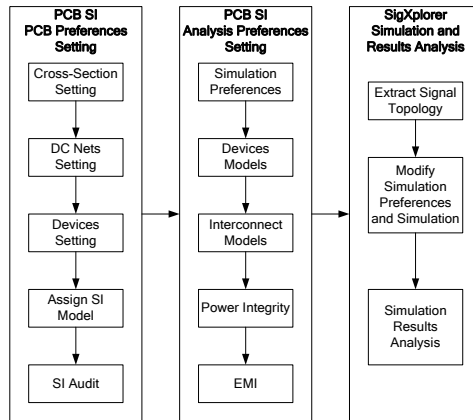 PCB SI
PCB Preferences
Setting
Cross-Section
Setting
DC Nets
Setting
Devices
Setting
Assign SI
Model
SI Audit
PCB SI
Analysis Preferences
Setting
Simulation
Preferences
Devices
Models
Interconnect
Models
Power Integrity
EMI
SigXplorer
Simulation and
Results Analysis
Extract Signal
Topology
Modify
Simulation
Preferences
and Simulation
Simulation
Results
Analysis